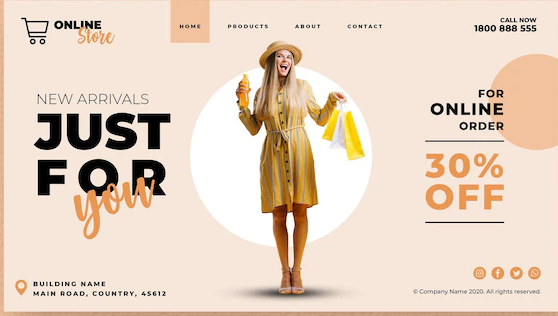 ONLINE
Store
HOME
PRODUCTS
ABOUT
CONTACT
CALL NOW
1800 888 555
NEW ARRIVALS
JUST
FOR
you
FOR
ONLINE
ORDER
30%
OFF
BUILDING NAME
MAIN ROAD, COUNTRY, 45612
© Company Name 2020. All rights reserved.